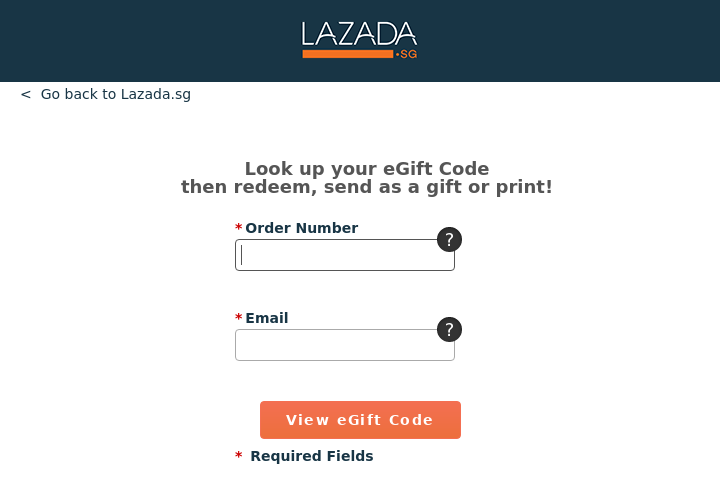 LAZADA
.SG
< Go back to Lazada.sg
Look up your eGift Code
then redeem, send as a gift or print!
*Order Number
?
*Email
?
View eGift Code
* Required Fields